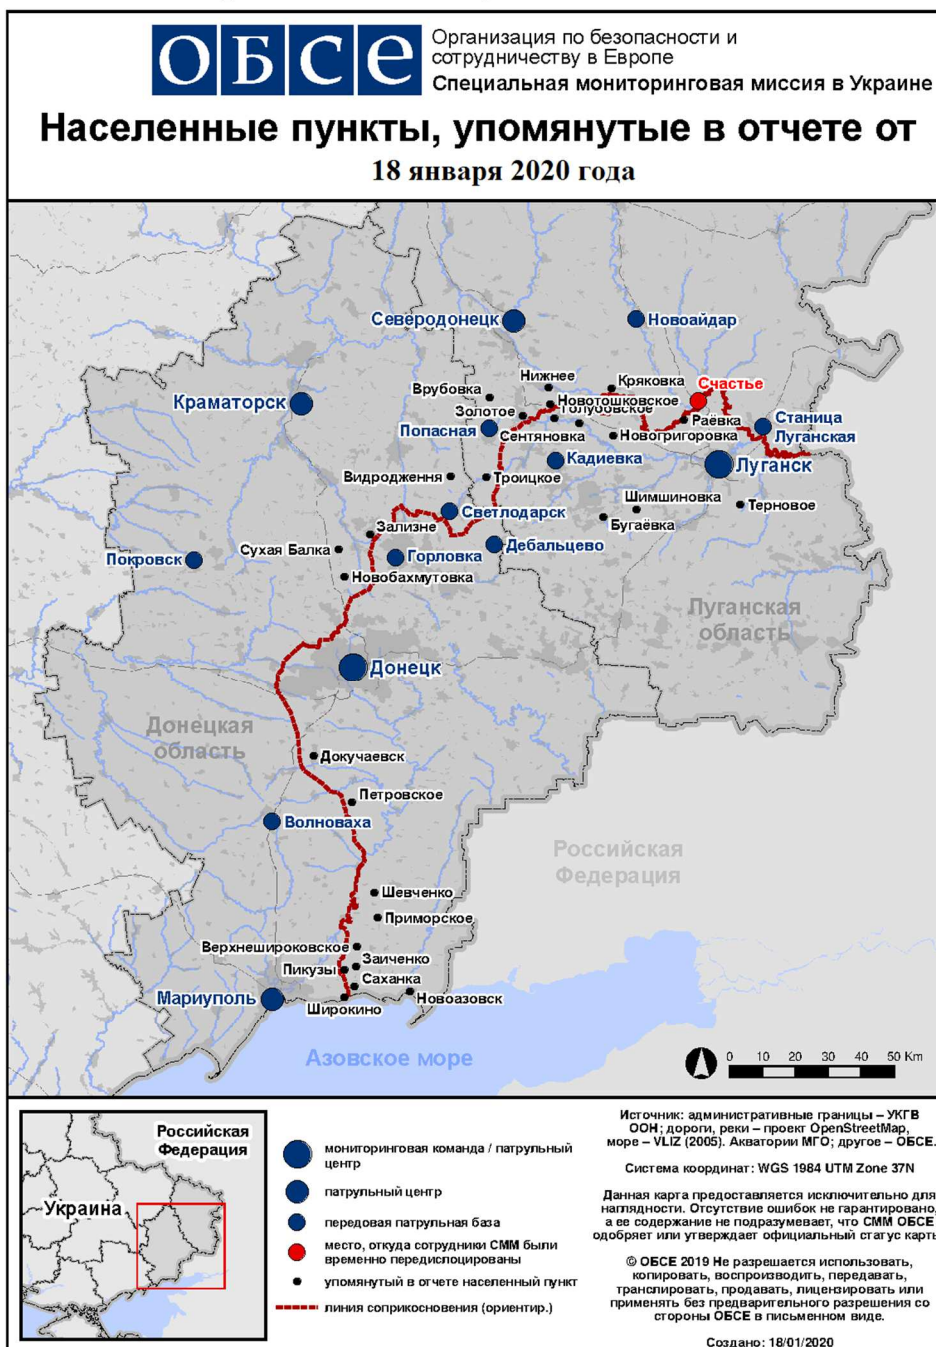 ОБСЕ
Организация по безопасности и
сотрудничеству в Европе
Специальная мониторинговая миссия в Украине
Населенные пункты, упомянутые в отчете от
18 января 2020 года
Северодонецк
Новоайдар
Нижнее
Кряковка
Счастье
Врубовка
Новотошковское
Краматорск
Золотое
Голубовское
Раёвка
Станица
Луганская
Попасная
Сентяновка
Новогригоровка
Кадиевка
Луганск
Видродження
Троицкое
Шимшиновка
Терновое
Светлодарск
Бугаёвка
Зализне
Сухая Балка
Дебальцево
Покровск
Горловка
Новобахмутовка
Луганская
область
Донецк
Донецкая
область
Докучаевск
Петровское
Волноваха
Российская
Федерация
Шевченко
Приморское
Верхнешироковское
Заиченко
Пикузы
Саханка
Мариуполь
Новоазовск
Широкино
Азовское море
0 10 20 30 40 50 Km
Российская
Федерация
Украина
мониторинговая команда / патрульный
центр
патрульный центр
передовая патрульная база
место, откуда сотрудники СММ были
временно передислоцированы
упомянутый в отчете населенный пункт
линия соприкосновения (ориентир.)
Источник: административные границы – УКГВ
ООН; дороги, реки – проект OpenStreetMap,
море – VLIZ (2005). Акватории МГО; другое – ОБСЕ.
Система координат: WGS 1984 UTM Zone 37N
Данная карта предоставляется исключительно для
наглядности. Отсутствие ошибок не гарантировано,
а ее содержание не подразумевает, что СММ ОБСЕ
одобряет или утверждает официальный статус карты
© ОБСЕ 2019 Не разрешается использовать,
копировать, воспроизводить, передавать,
транслировать, продавать, лицензировать или
применять без предварительного разрешения со
стороны ОБСЕ в письменном виде.
Создано: 18/01/2020